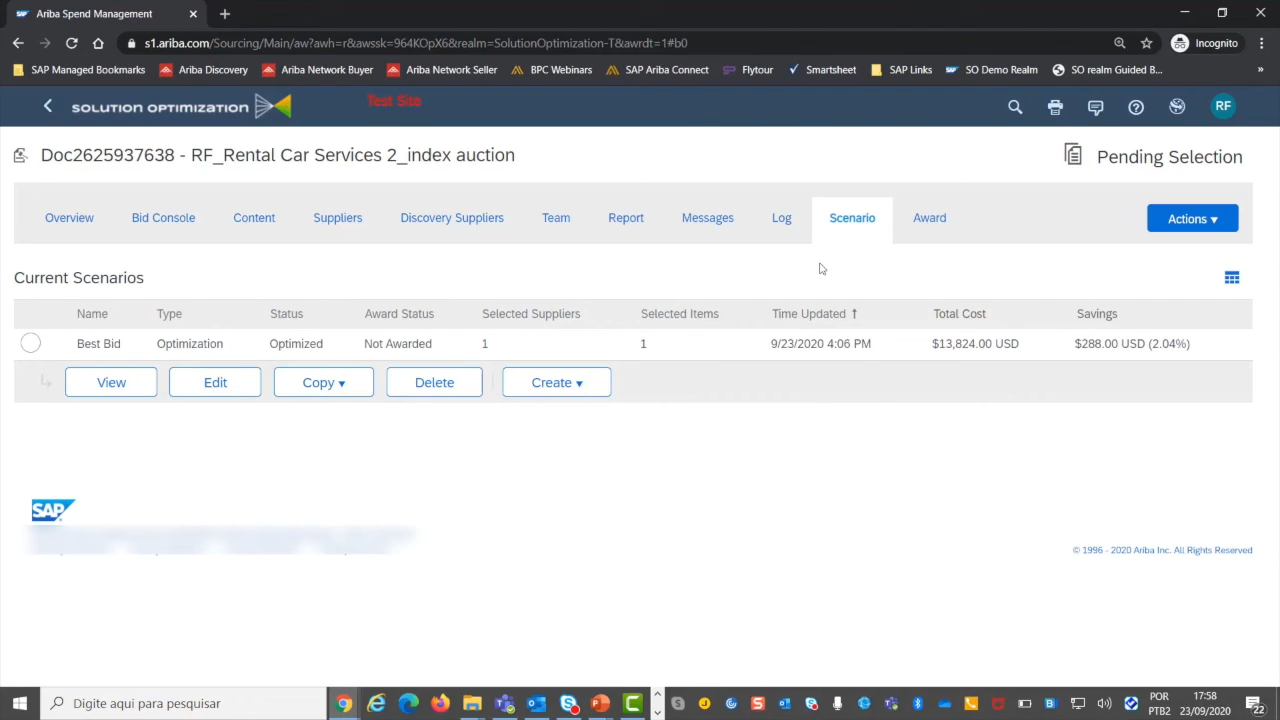 Ariba Spend Management
s1.ariba.com/Sourcing/Main/aw?awh=r&awssk=964KOpX6&realm=SolutionOptimization-T&awrdt=1#b0
Incognito
SAP Managed Bookmarks
Ariba Discovery
Ariba Network Buyer
Ariba Network Suplier
BPC Webinars
SAP Ariba Connect
Flytour
Smartsheet
SAP Links
SO Demo Realm
SO realm Guided B...
»
SOLUTION OPTIMIZATION
Test Site
RF
Doc2625937638 - RF_Rental Car Services 2_index auction
Pending Selection
Overview
Bid Console
Content
Suppliers
Discovery Suppliers
Team
Report
Messages
Log
Scenario
Award
Actions ▾
Current Scenarios
Name Type Status Award Status Selected Suppliers Selected Items Time Updated ↑ Total Cost Savings
Best Bid Optimization Optimized Not Awarded 1 1 9/23/2020 4:06 PM $13,824.00 USD $288.00 USD (2.04%)
View
Edit
Copy ▾
Delete
Create ▾
SAP
© 1996 - 2020 Ariba Inc. All Rights Reserved
Digite aqui para pesquisar
POR
PTB2
17:58
23/09/2020
22